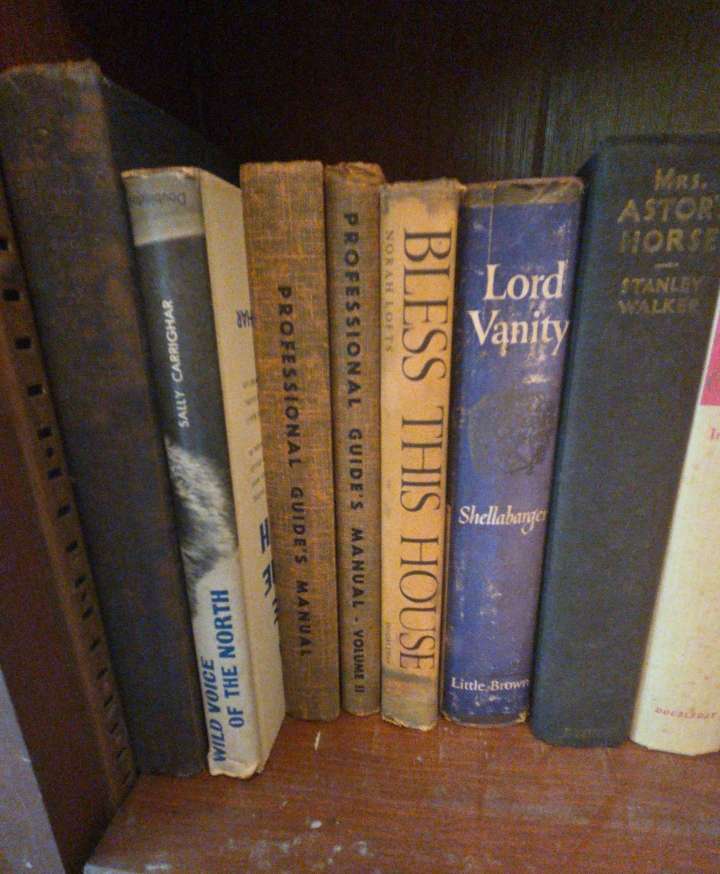 SALLY CARRIGHAR
WILD VOICE
OF THE NORTH
PROFESSIONAL GUIDE'S MANUAL
PROFESSIONAL GUIDE'S MANUAL · VOLUME II
NORAH LOFTS
BLESS THIS HOUSE
Lord
Vanity
Shellabarger
Little, Brown
MRS.
ASTOR'
HORSE
STANLEY
WALKER